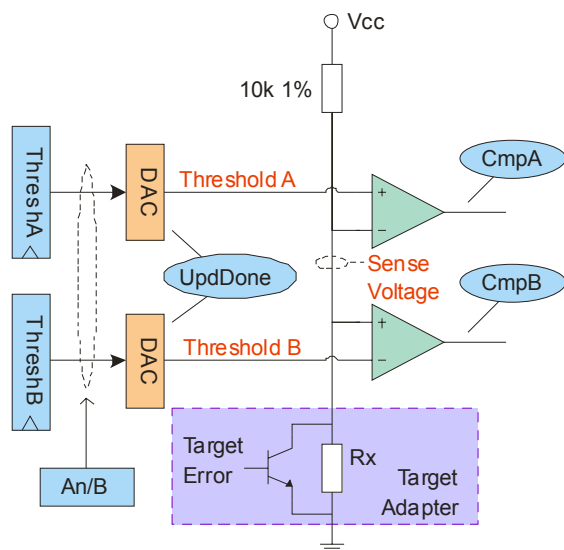 Vcc
10k 1%
ThreshA
DAC
Threshold A
+
−
CmpA
UpdDone
Sense
Voltage
ThreshB
DAC
Threshold B
+
−
CmpB
An/B
Target
Error
Rx
Target
Adapter